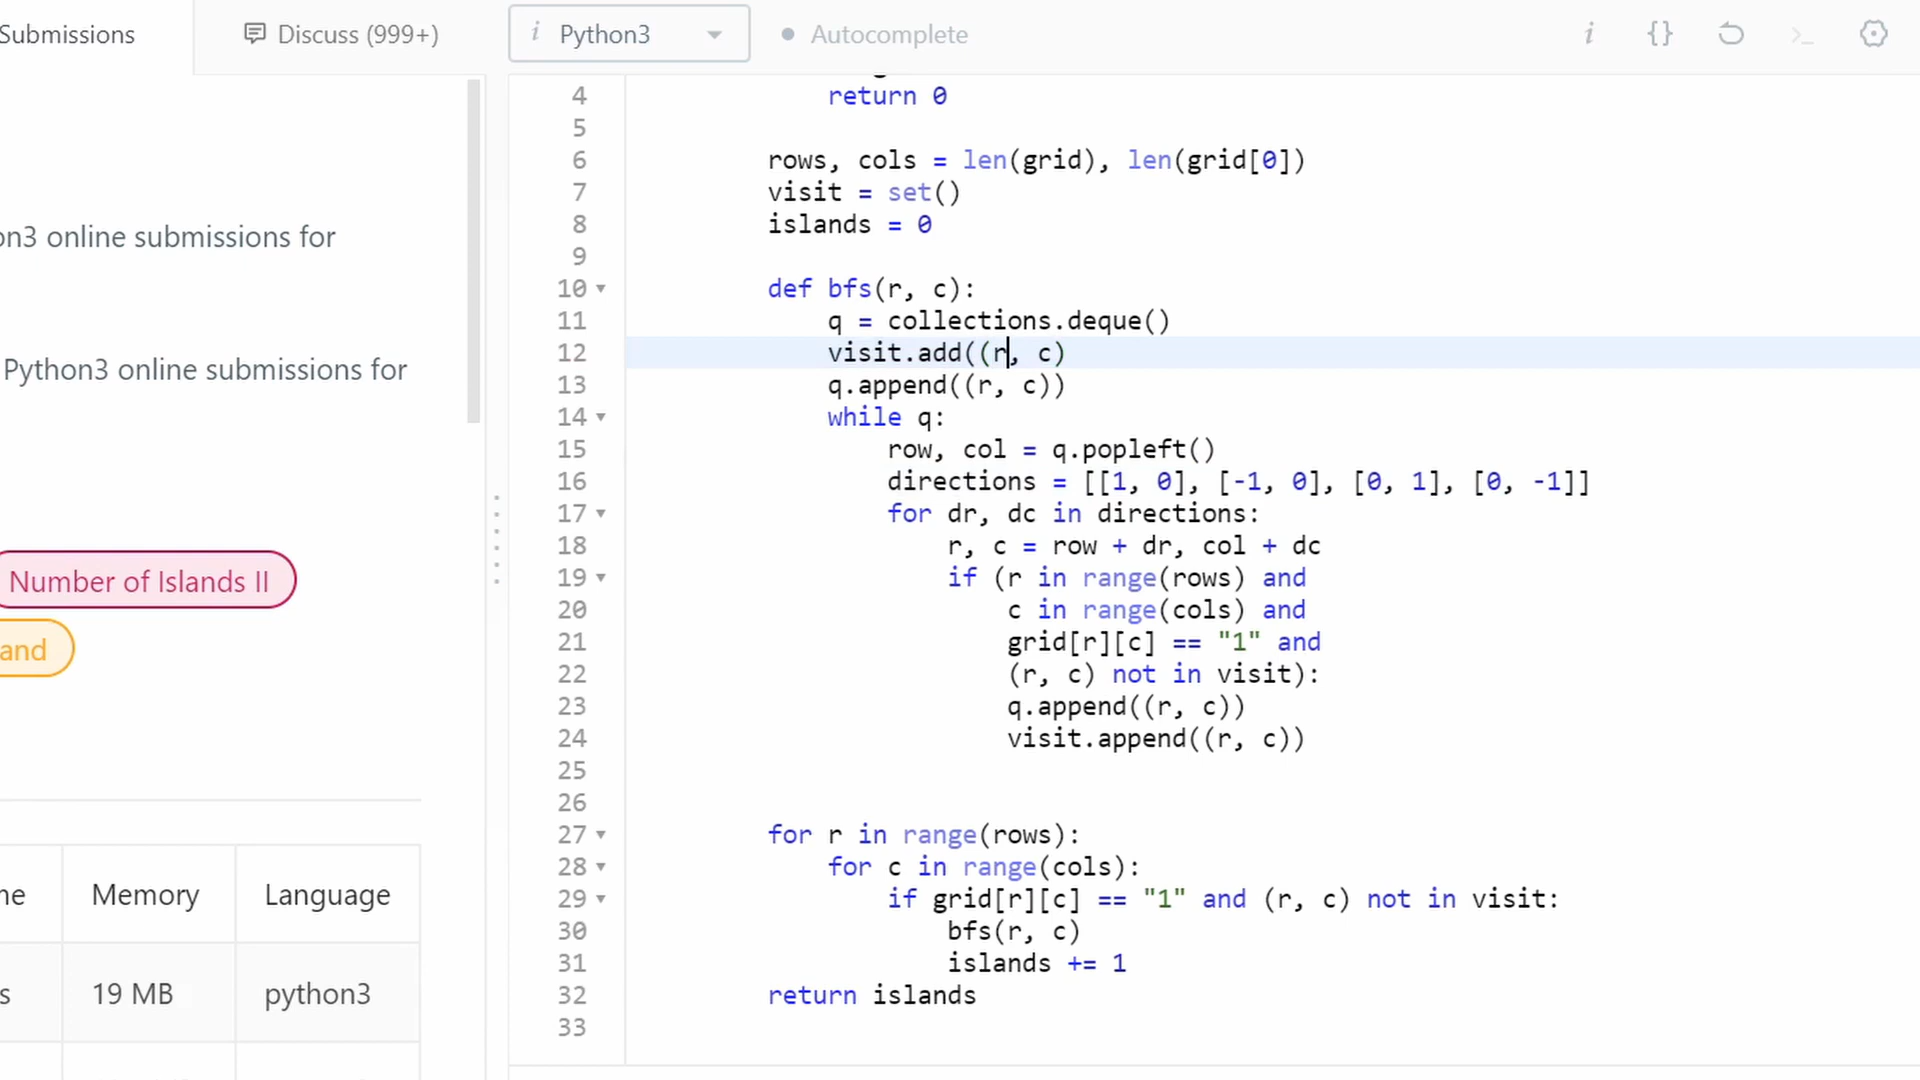 Submissions
Discuss (999+)
i Python3
Autocomplete
i {} >_
on3 online submissions for
Python3 online submissions for
Number of Islands II
and
Memory Language
s 19 MB python3
4 return 0
5
6 rows, cols = len(grid), len(grid[0])
7 visit = set()
8 islands = 0
9
10 def bfs(r, c):
11 q = collections.deque()
12 visit.add((r, c)
13 q.append((r, c))
14 while q:
15 row, col = q.popleft()
16 directions = [[1, 0], [-1, 0], [0, 1], [0, -1]]
17 for dr, dc in directions:
18 r, c = row + dr, col + dc
19 if (r in range(rows) and
20 c in range(cols) and
21 grid[r][c] == "1" and
22 (r, c) not in visit):
23 q.append((r, c))
24 visit.append((r, c))
25
26
27 for r in range(rows):
28 for c in range(cols):
29 if grid[r][c] == "1" and (r, c) not in visit:
30 bfs(r, c)
31 islands += 1
32 return islands
33